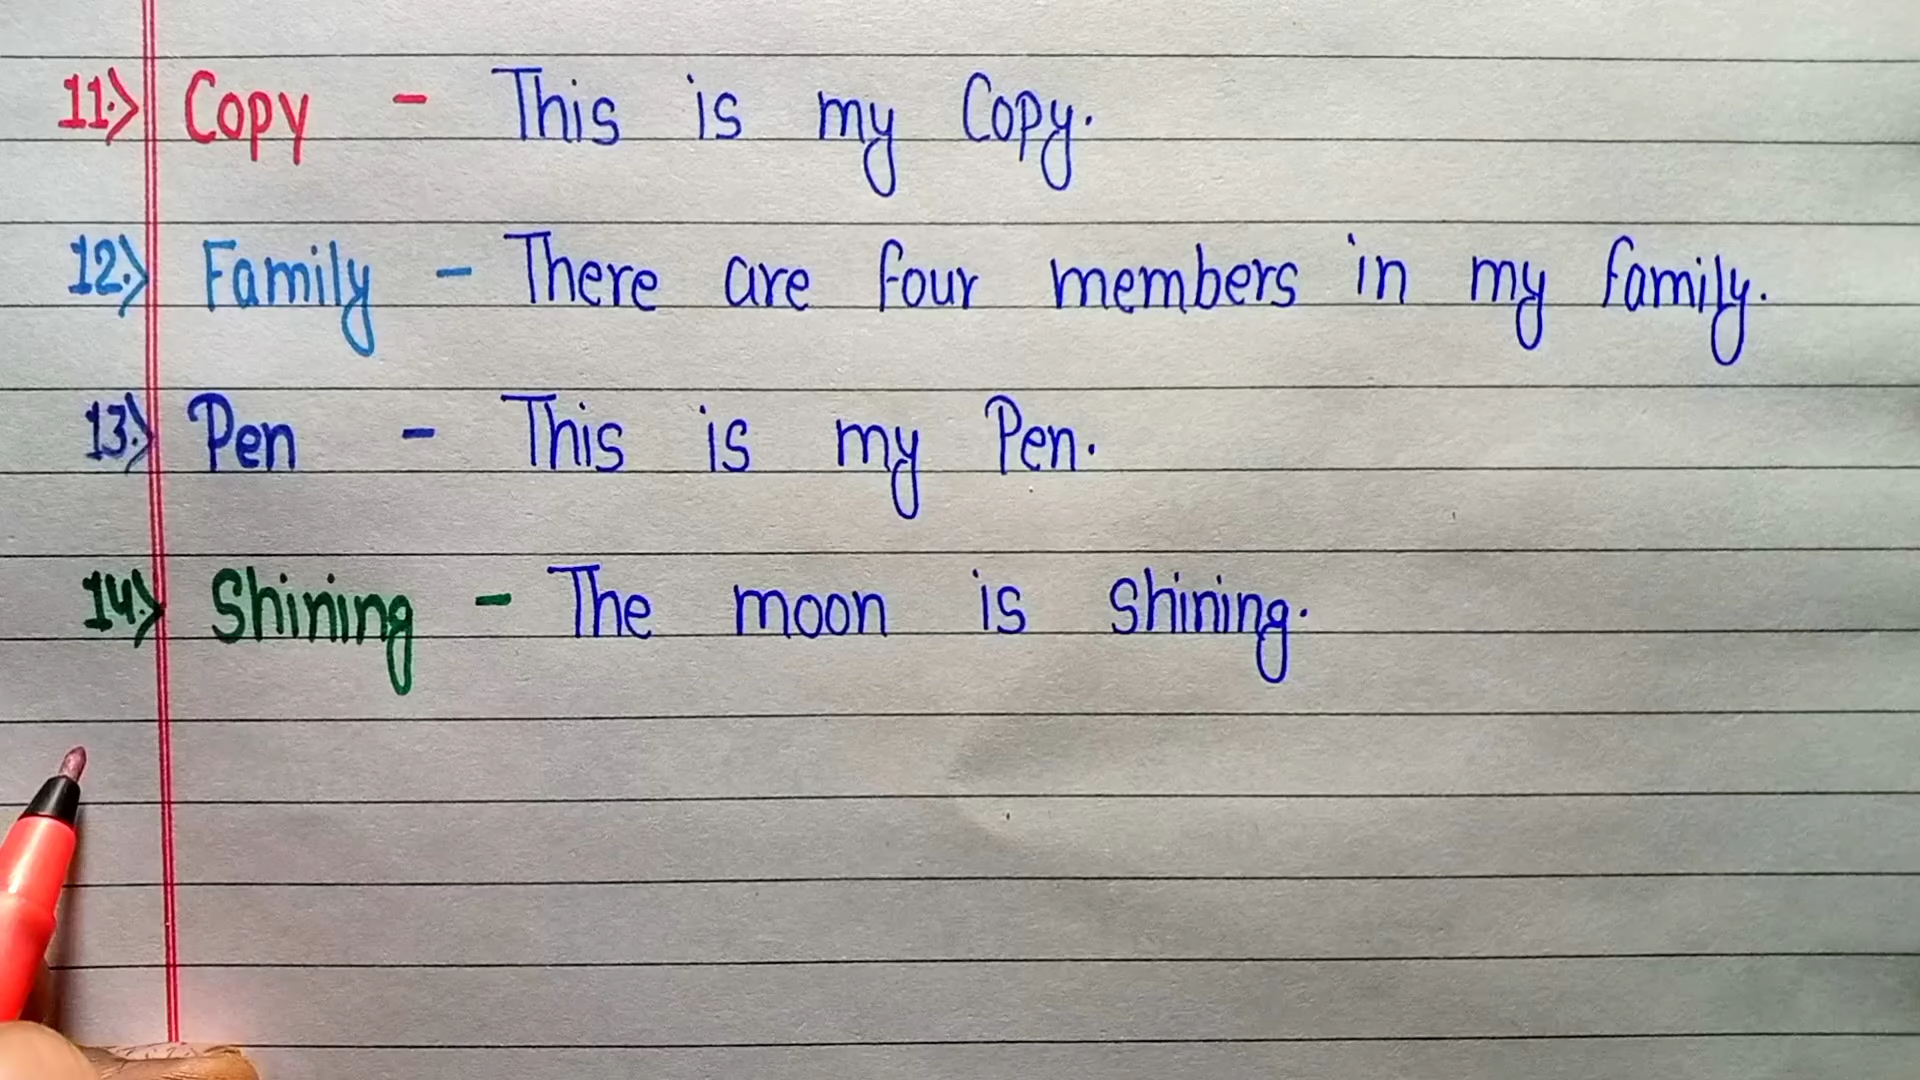 11.) Copy - This is my Copy.
12.) Family - There are four members in my family.
13.) Pen - This is my Pen.
14.) Shining - The moon is shining.